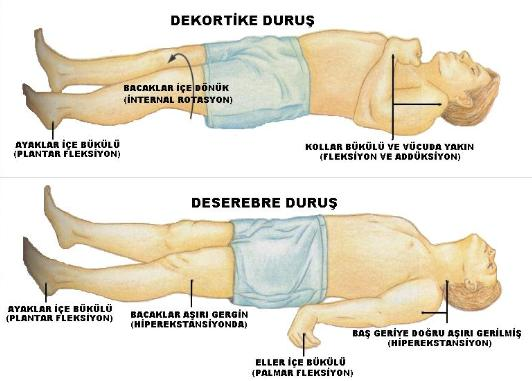 DEKORTİKE DURUŞ
BACAKLAR İÇE DÖNÜK
(İNTERNAL ROTASYON)
AYAKLAR İÇE BÜKÜLÜ
(PLANTAR FLEKSİYON)
KOLLAR BÜKÜLÜ VE VÜCUDA YAKIN
(FLEKSİYON VE ADDÜKSİYON)
DESEREBRE DURUŞ
AYAKLAR İÇE BÜKÜLÜ
(PLANTAR FLEKSIYON)
BACAKLAR AŞIRI GERGİN
(HİPEREKSTANSİYONDA)
BAŞ GERİYE DOĞRU AŞIRI GERİLMİŞ
(HİPEREKSTANSİYON)
ELLER İÇE BÜKÜLÜ
(PALMAR FLEKSİYON)